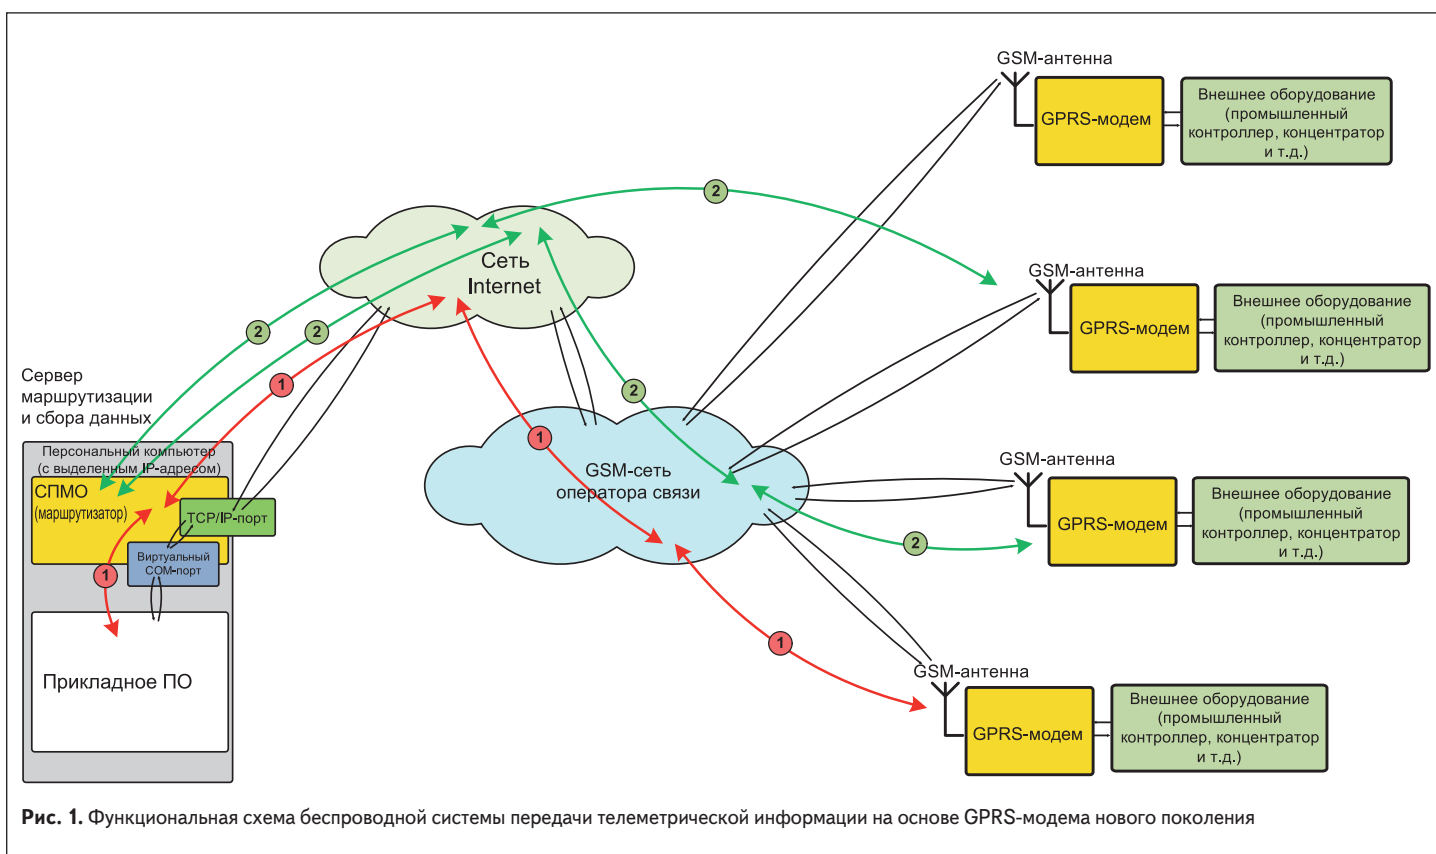 GSM-антенна
GPRS-модем
Внешнее оборудование
(промышленный
контроллер, концентратор
и т.д.)
2
Сеть
Internet
GSM-антенна
GPRS-модем
Внешнее оборудование
(промышленный
контроллер, концентратор
и т.д.)
2
2
1
2
Сервер
маршрутизации
и сбора данных
1
GSM-сеть
оператора связи
Персональный компьютер
(с выделенным IP-адресом)
СПМО
(маршрутизатор)
TCP/IP-порт
Виртуальный
COM-порт
1
Прикладное ПО
GSM-антенна
GPRS-модем
Внешнее оборудование
(промышленный
контроллер, концентратор
и т.д.)
2
1
GSM-антенна
GPRS-модем
Внешнее оборудование
(промышленный
контроллер, концентратор
и т.д.)
Рис. 1. Функциональная схема беспроводной системы передачи телеметрической информации на основе GPRS-модема нового поколения